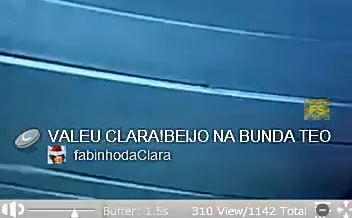 VALEU CLARA!BEIJO NA BUNDA TEO
fabinhodaClara
Buffer: 1.5s 310 View/1142 Total